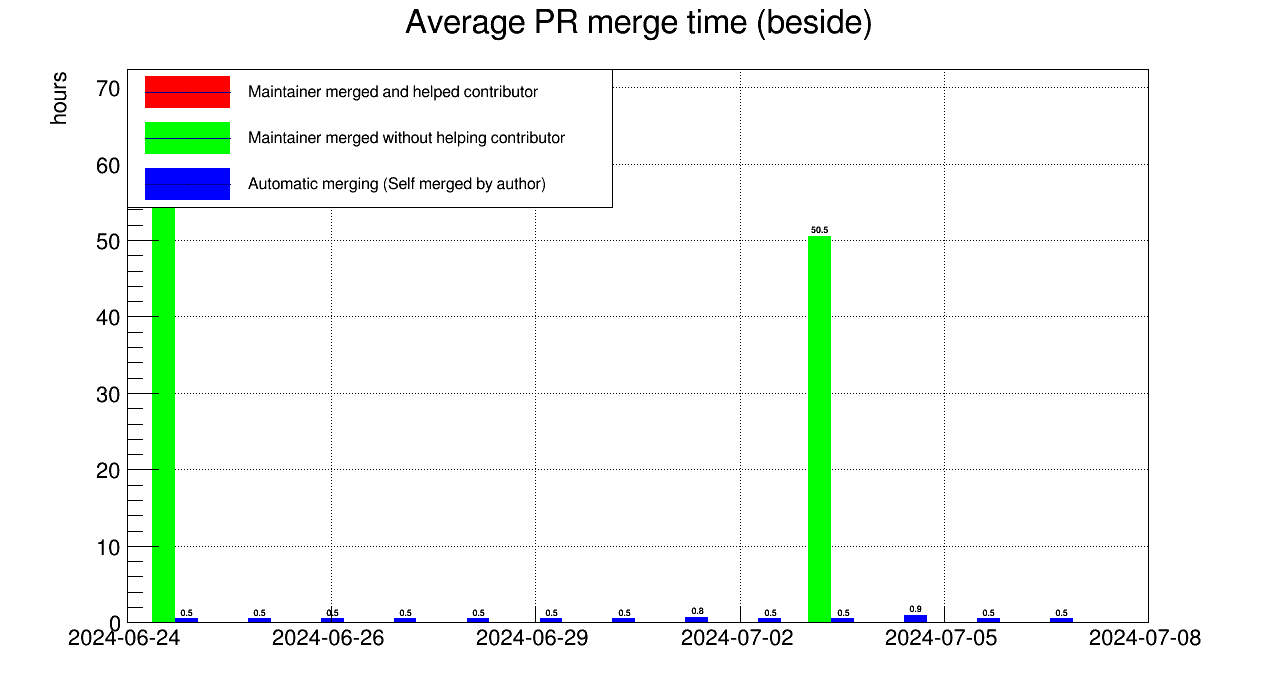 Average PR merge time (beside)
hours
70
60
50
40
30
20
10
0
Maintainer merged and helped contributor
Maintainer merged without helping contributor
Automatic merging (Self merged by author)
50.5
0.5 0.5 0.5 0.5 0.5 0.5 0.5 0.8 0.5 0.5 0.9 0.5 0.5
2024-06-24 2024-06-26 2024-06-29 2024-07-02 2024-07-05 2024-07-08